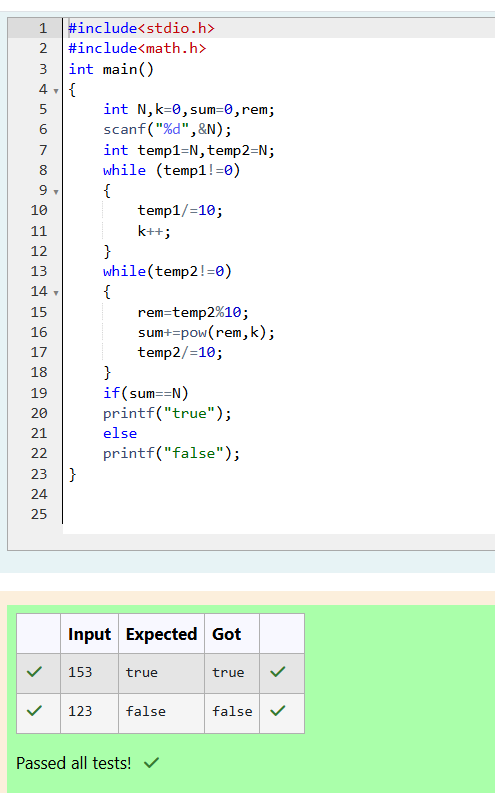 1 #include<stdio.h>
2 #include<math.h>
3 int main()
4 {
5     int N,k=0,sum=0,rem;
6     scanf("%d",&N);
7     int temp1=N,temp2=N;
8     while (temp1!=0)
9     {
10         temp1/=10;
11         k++;
12     }
13     while(temp2!=0)
14     {
15         rem=temp2%10;
16         sum+=pow(rem,k);
17         temp2/=10;
18     }
19     if(sum==N)
20     printf("true");
21     else
22     printf("false");
23 }
24
25
Input Expected Got
153 true true
123 false false
Passed all tests!